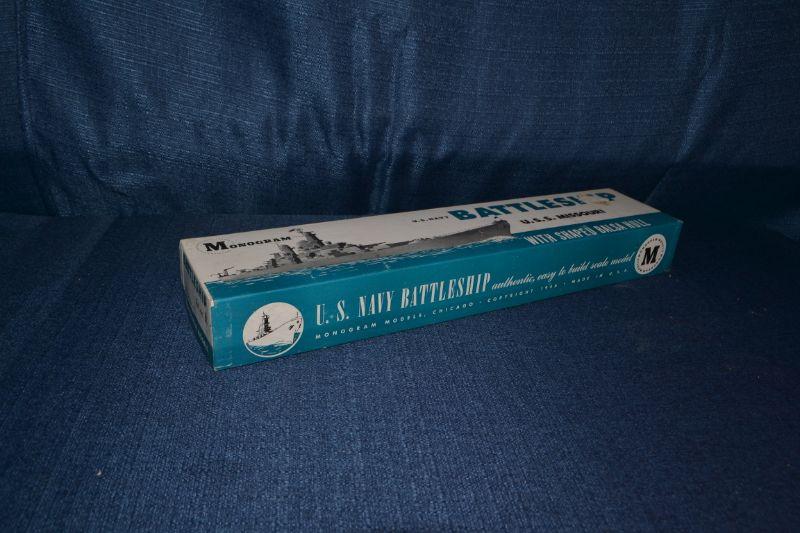 MONOGRAM
U.S. NAVY BATTLESHIP
U.S.S. MISSOURI
WITH SHAPED BALSA HULL
U.S. NAVY BATTLESHIP authentic, easy to build scale model
MONOGRAM MODELS, CHICAGO · COPYRIGHT · MADE IN U.S.A.
M